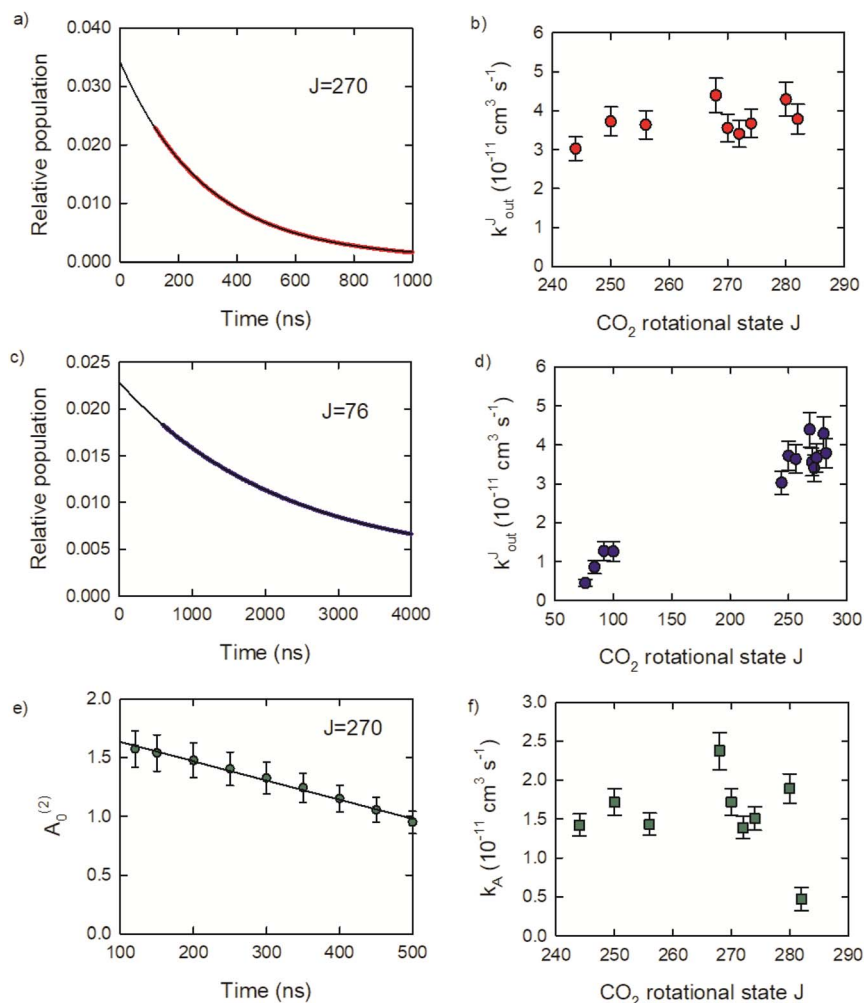 a)
0.040
0.030
0.020
0.010
0.000
Relative population
J=270
0 200 400 600 800 1000
Time (ns)
b)
6
5
4
3
2
1
0
k^J_out (10^-11 cm^3 s^-1)
240 250 260 270 280 290
CO_2 rotational state J
c)
0.025
0.020
0.015
0.010
0.005
0.000
Relative population
J=76
0 1000 2000 3000 4000
Time (ns)
d)
6
5
4
3
2
1
0
k^J_out (10^-11 cm^3 s^-1)
50 100 150 200 250 300
CO_2 rotational state J
e)
2.0
1.5
1.0
0.5
0.0
A_0^(2)
J=270
100 200 300 400 500
Time (ns)
f)
3.0
2.5
2.0
1.5
1.0
0.5
0.0
k_A (10^-11 cm^3 s^-1)
240 250 260 270 280 290
CO_2 rotational state J